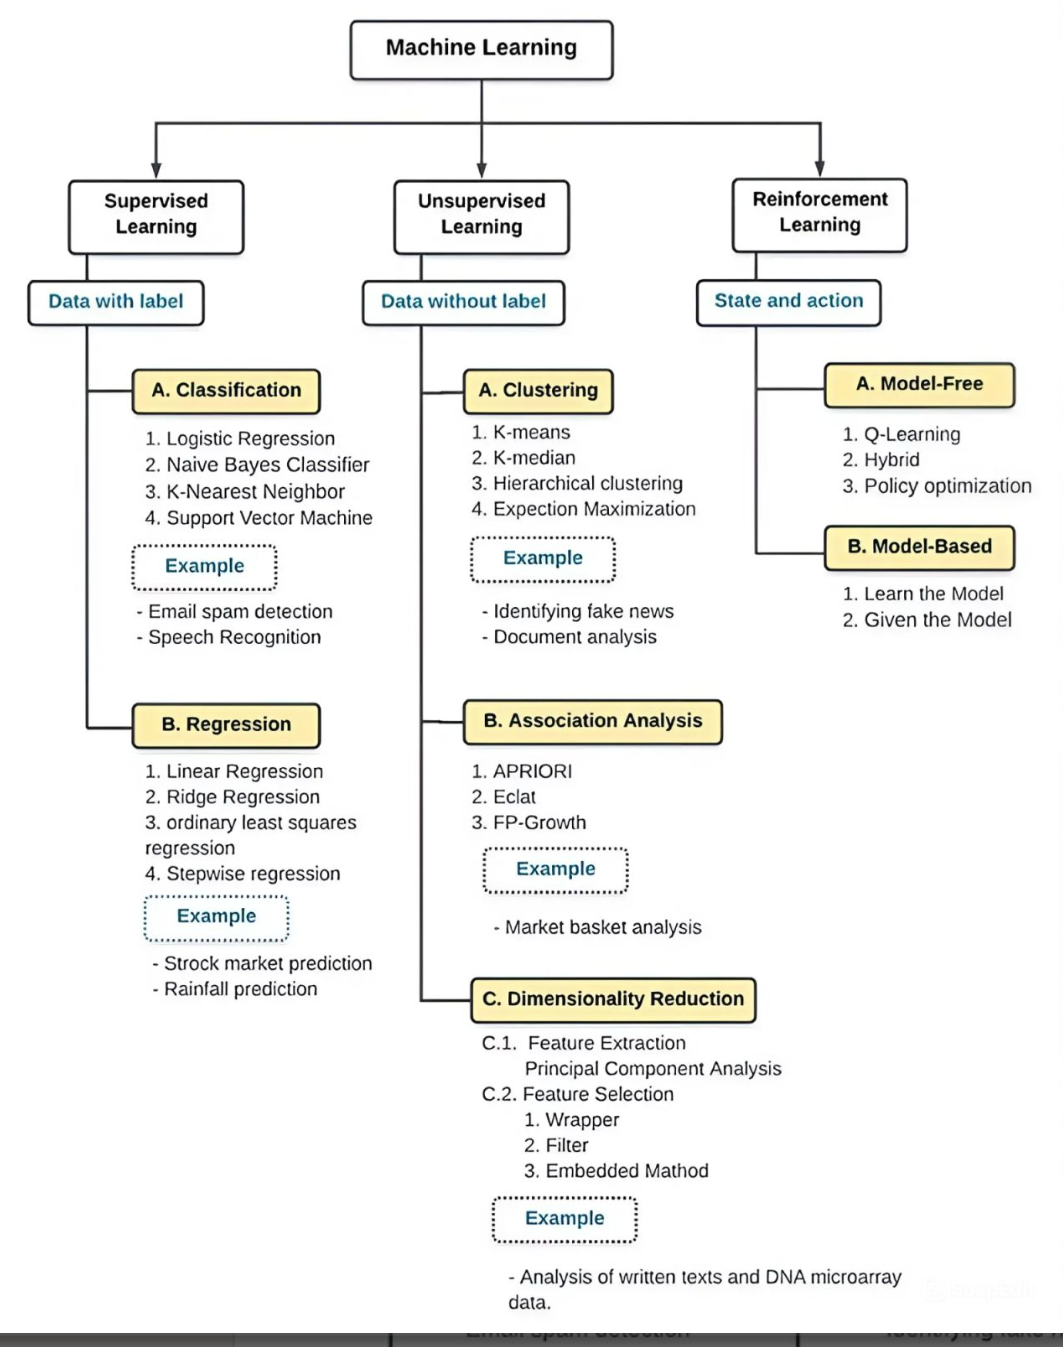 Machine Learning
Supervised
Learning
Unsupervised
Learning
Reinforcement
Learning
Data with label
Data without label
State and action
A. Classification
1. Logistic Regression
2. Naive Bayes Classifier
3. K-Nearest Neighbor
4. Support Vector Machine
Example
- Email spam detection
- Speech Recognition
B. Regression
1. Linear Regression
2. Ridge Regression
3. ordinary least squares
regression
4. Stepwise regression
Example
- Strock market prediction
- Rainfall prediction
A. Clustering
1. K-means
2. K-median
3. Hierarchical clustering
4. Expection Maximization
Example
- Identifying fake news
- Document analysis
B. Association Analysis
1. APRIORI
2. Eclat
3. FP-Growth
Example
- Market basket analysis
C. Dimensionality Reduction
C.1. Feature Extraction
Principal Component Analysis
C.2. Feature Selection
1. Wrapper
2. Filter
3. Embedded Mathod
Example
- Analysis of written texts and DNA microarray
data.
A. Model-Free
1. Q-Learning
2. Hybrid
3. Policy optimization
B. Model-Based
1. Learn the Model
2. Given the Model